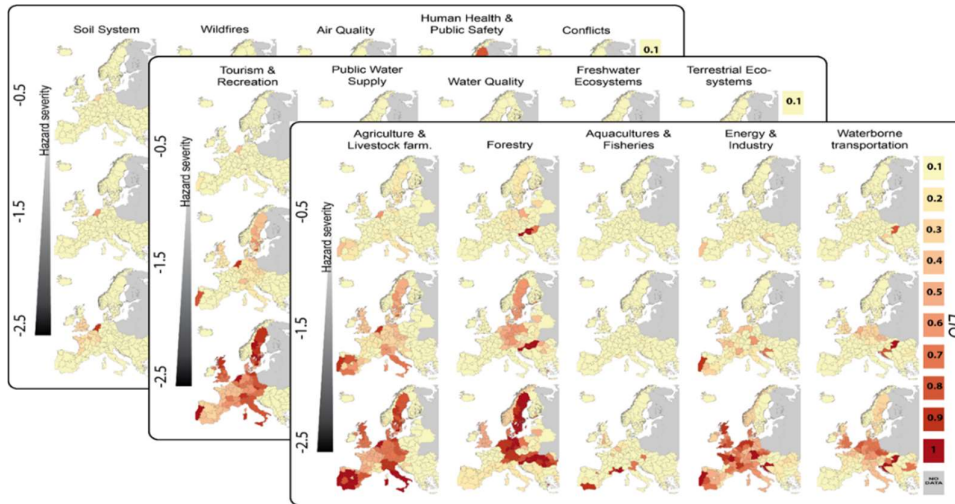 Soil System
Wildfires
Air Quality
Human Health &
Public Safety
Conflicts
0.1
-0.5
-1.5
-2.5
Hazard severity
Tourism &
Recreation
Public Water
Supply
Water Quality
Freshwater
Ecosystems
Terrestrial Eco-
systems
0.1
-0.5
-1.5
-2.5
Hazard severity
Agriculture &
Livestock farm.
Forestry
Aquacultures &
Fisheries
Energy &
Industry
Waterborne
transportation
-0.5
-1.5
-2.5
Hazard severity
0.1
0.2
0.3
0.4
0.5
0.6
0.7
0.8
0.9
1
NO
DATA